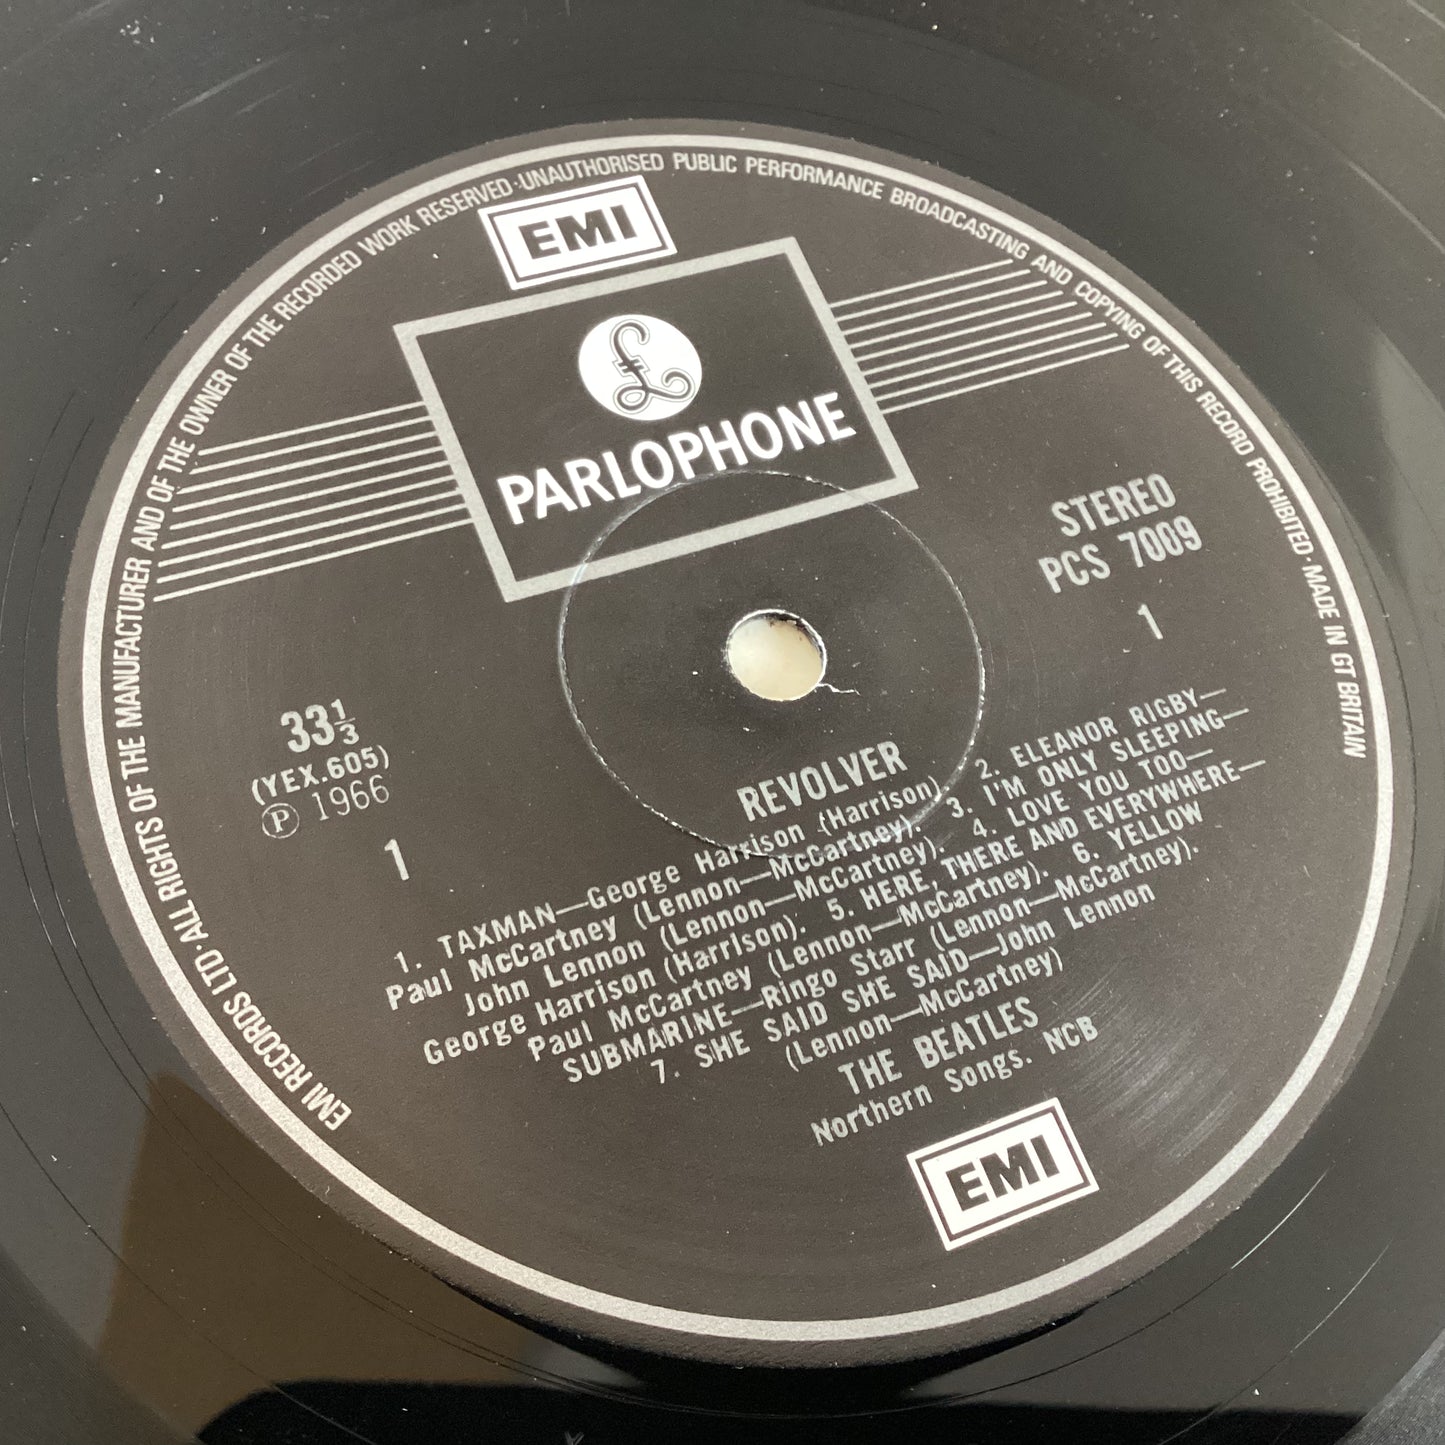 EMI RECORDS LTD · ALL RIGHTS OF THE MANUFACTURER AND OF THE OWNER OF THE RECORDED WORK RESERVED · UNAUTHORISED PUBLIC PERFORMANCE BROADCASTING AND COPYING OF THIS RECORD PROHIBITED · MADE IN GT BRITAIN
EMI
£
PARLOPHONE
STEREO
PCS 7009
1
33⅓
(YEX.605)
Ⓟ 1966
1
REVOLVER
1. TAXMAN—George Harrison (Harrison) 2. ELEANOR RIGBY—
Paul McCartney (Lennon—McCartney). 3. I'M ONLY SLEEPING—
John Lennon (Lennon—McCartney). 4. LOVE YOU TOO—
George Harrison (Harrison). 5. HERE, THERE AND EVERYWHERE—
Paul McCartney (Lennon—McCartney). 6. YELLOW
SUBMARINE—Ringo Starr (Lennon—McCartney).
7. SHE SAID SHE SAID—John Lennon
(Lennon—McCartney)
THE BEATLES
Northern Songs. NCB
EMI